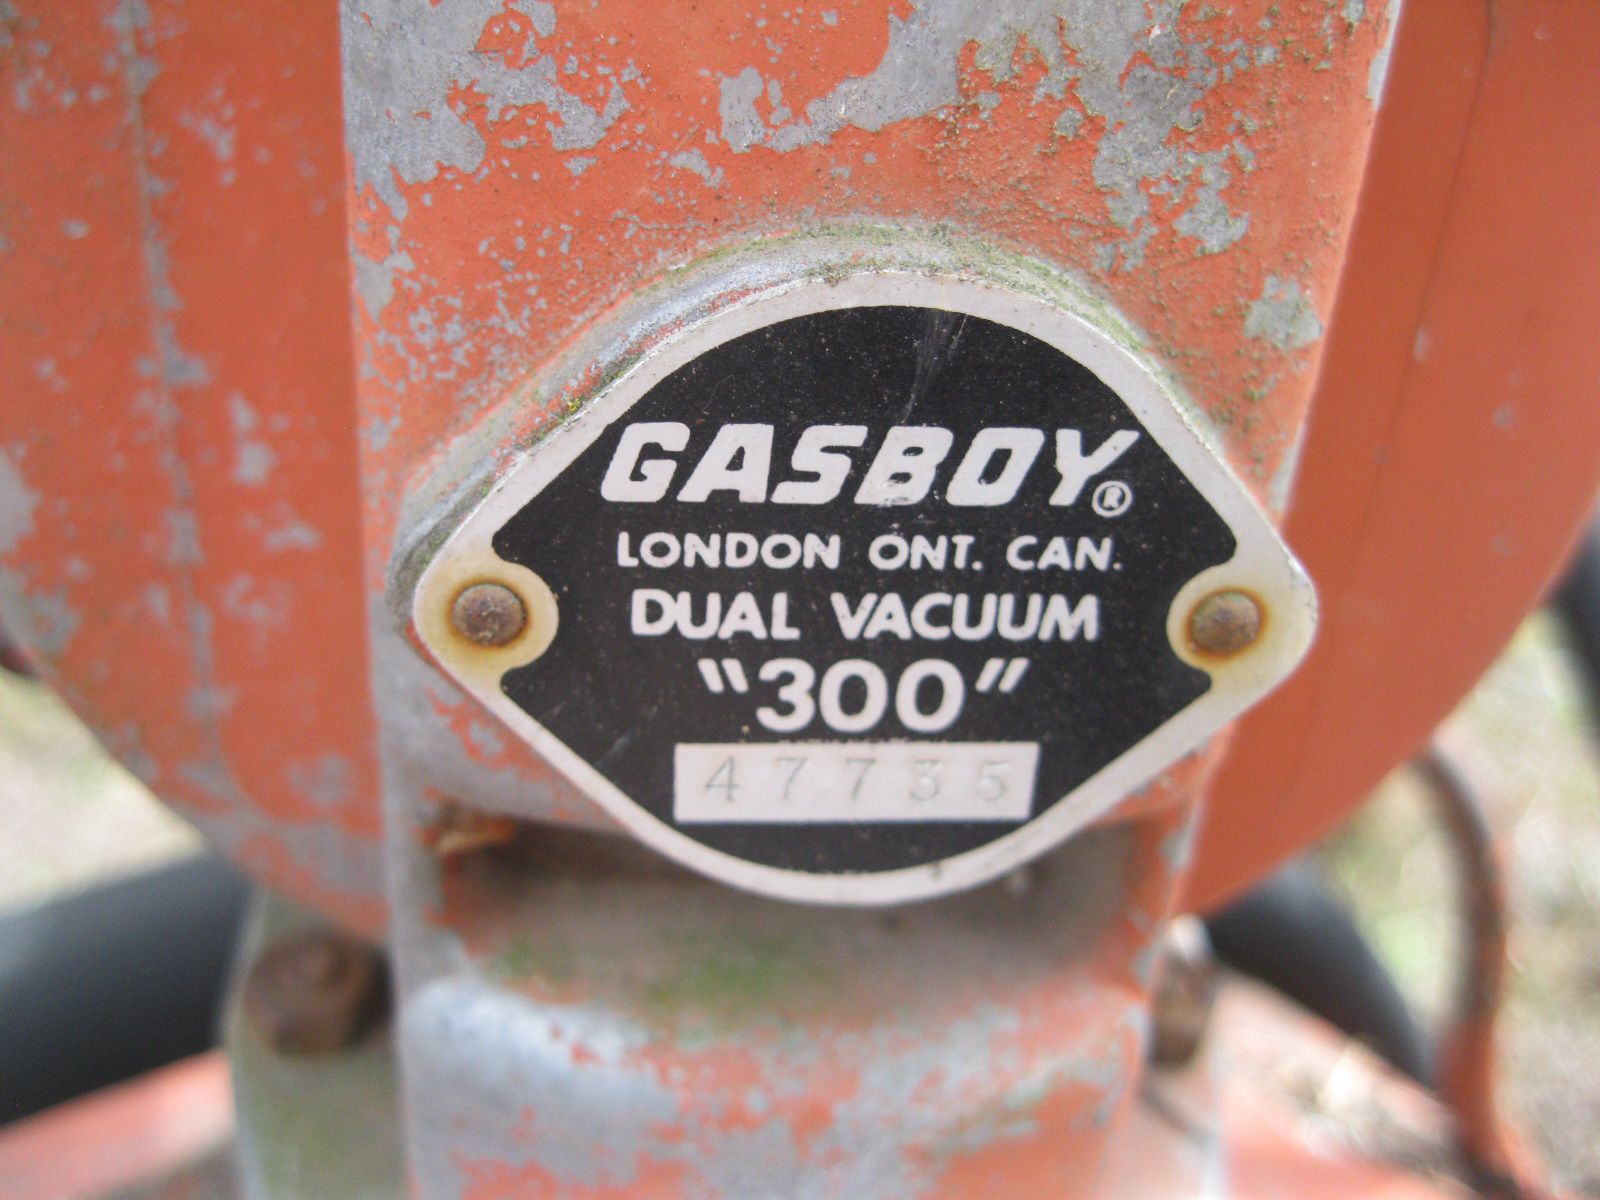 GASBOY®
LONDON ONT. CAN.
DUAL VACUUM
"300"
47735